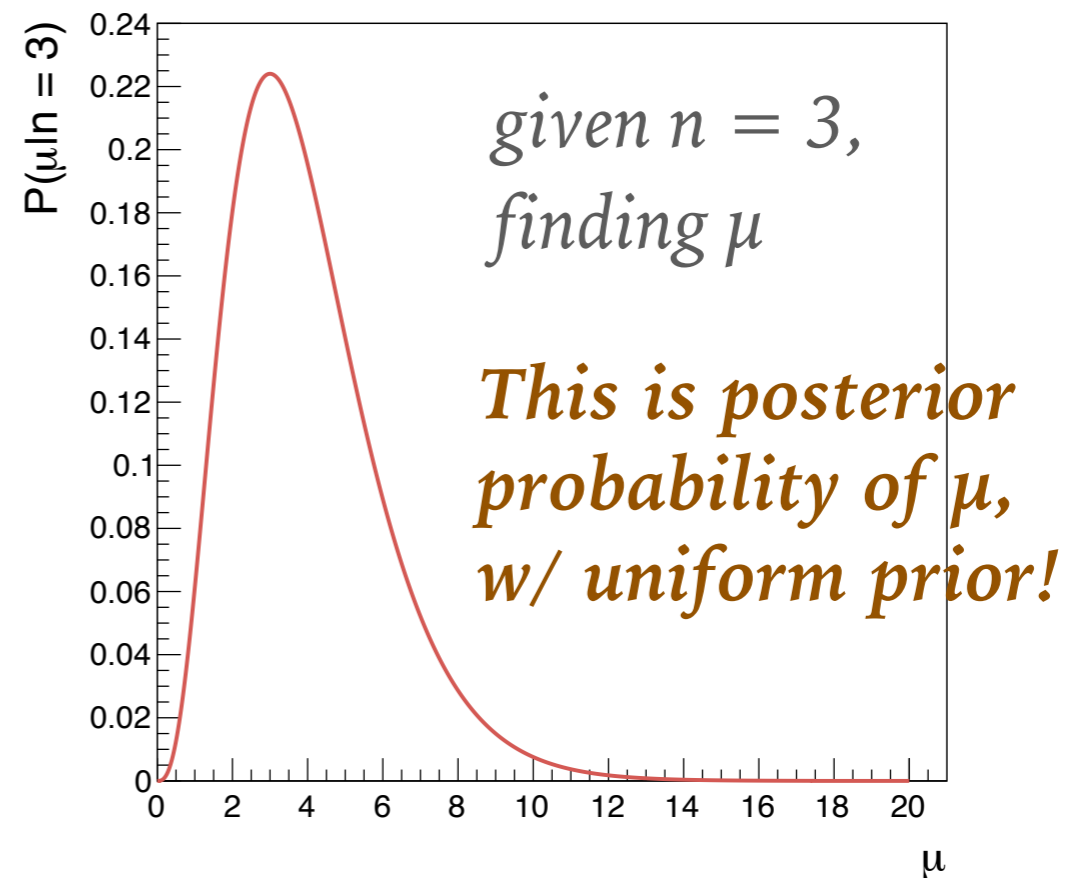 P(μ|n = 3)
0.24
0.22
0.2
0.18
0.16
0.14
0.12
0.1
0.08
0.06
0.04
0.02
0
given n = 3,
finding μ
This is posterior
probability of μ,
w/ uniform prior!
0 2 4 6 8 10 12 14 16 18 20
μ